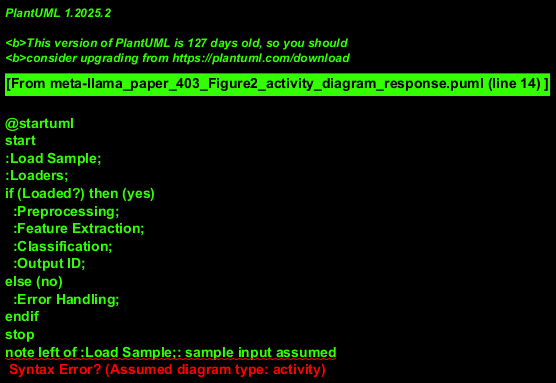 PlantUML 1.2025.2
<b>This version of PlantUML is 127 days old, so you should
<b>consider upgrading from https://plantuml.com/download
[From meta-llama_paper_403_Figure2_activity_diagram_response.puml (line 14) ]
@startuml
start
:Load Sample;
:Loaders;
if (Loaded?) then (yes)
:Preprocessing;
:Feature Extraction;
:Classification;
:Output ID;
else (no)
:Error Handling;
endif
stop
note left of :Load Sample;: sample input assumed
Syntax Error? (Assumed diagram type: activity)